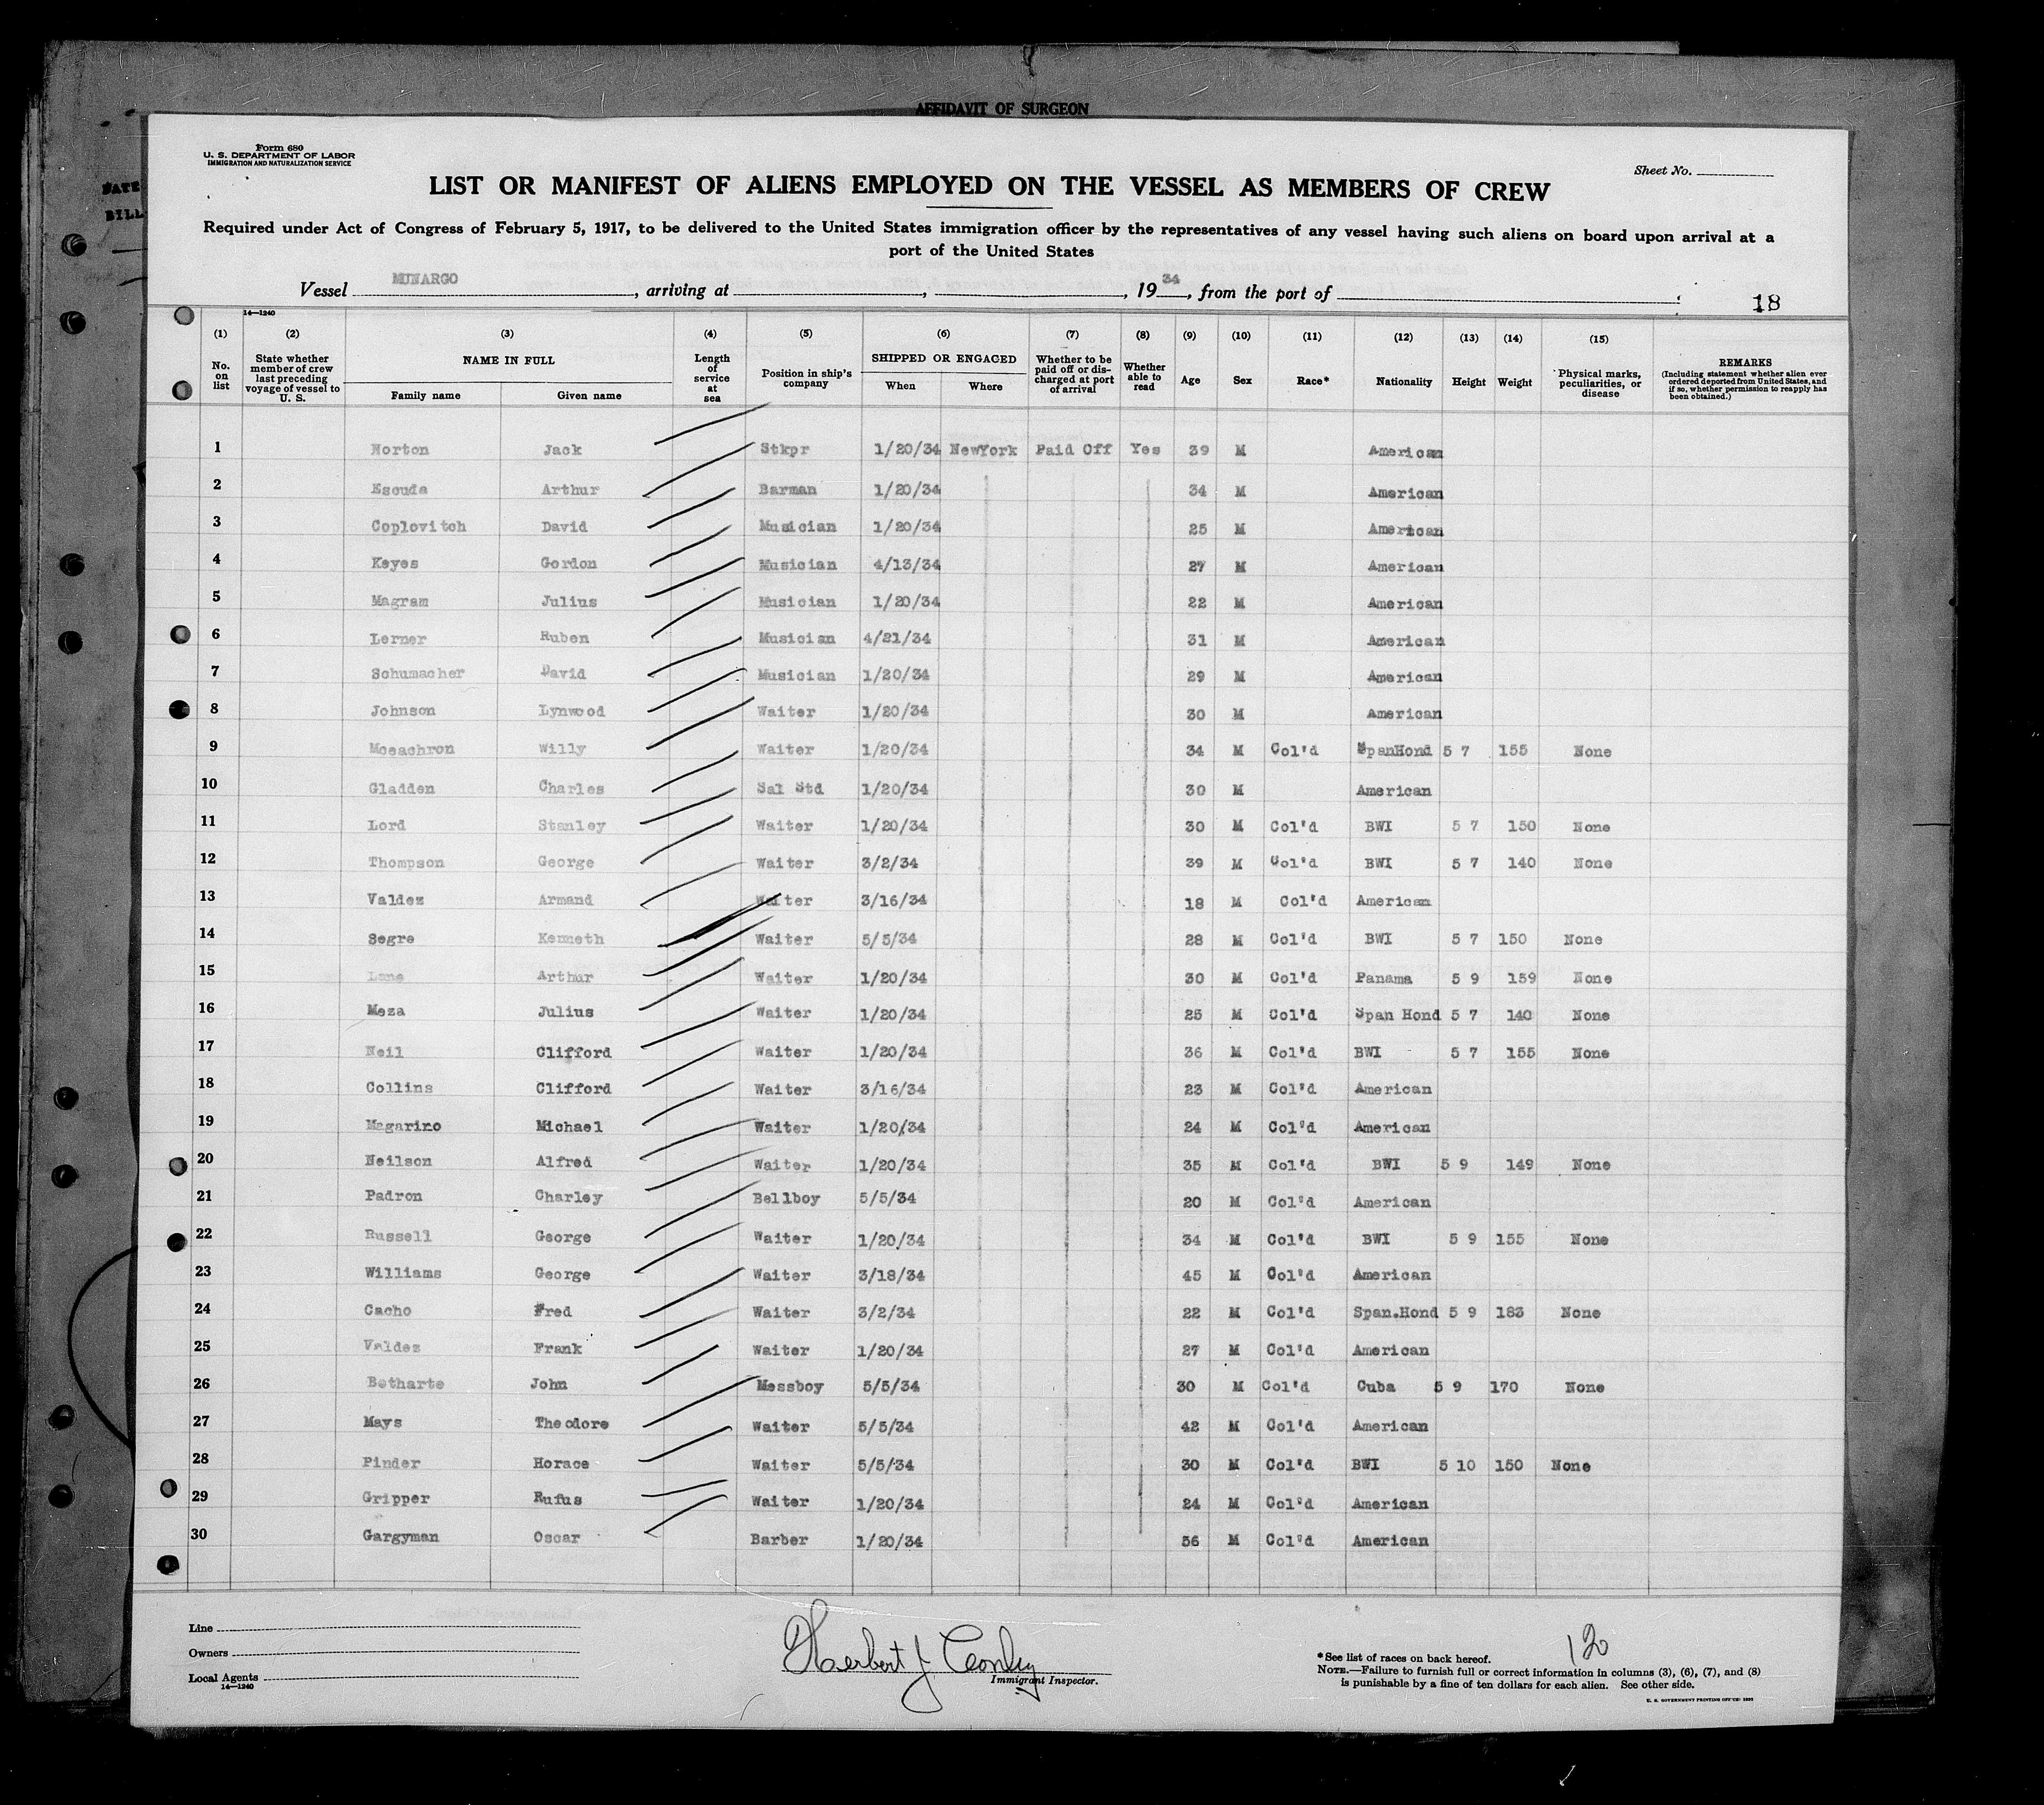 AFFIDAVIT OF SURGEON
Form 680
U. S. DEPARTMENT OF LABOR
IMMIGRATION AND NATURALIZATION SERVICE
Sheet No.
LIST OR MANIFEST OF ALIENS EMPLOYED ON THE VESSEL AS MEMBERS OF CREW
Required under Act of Congress of February 5, 1917, to be delivered to the United States immigration officer by the representatives of any vessel having such aliens on board upon arrival at a
port of the United States
Vessel MUNARGO, arriving at , , 1934, from the port of
18
14—1240
(1) No. on list (2) State whether member of crew last preceding voyage of vessel to U. S. (3) NAME IN FULL Family name Given name (4) Length of service at sea (5) Position in ship's company (6) SHIPPED OR ENGAGED When Where (7) Whether to be paid off or discharged at port of arrival (8) Whether able to read (9) Age (10) Sex (11) Race* (12) Nationality (13) Height (14) Weight (15) Physical marks, peculiarities, or disease REMARKS (Including statement whether alien ever ordered deported from United States, and if so, whether permission to reapply has been obtained.)
1 Norton Jack Stkpr 1/20/34 NewYork Paid Off Yes 39 M American
2 Escuda Arthur Barman 1/20/34 34 M American
3 Coplovitch David Musician 1/20/34 25 M American
4 Keyes Gordon Musician 4/13/34 27 M American
5 Magram Julius Musician 1/20/34 22 M American
6 Lerner Ruben Musician 4/21/34 31 M American
7 Schumacher David Musician 1/20/34 29 M American
8 Johnson Lynwood Waiter 1/20/34 30 M American
9 Mceachron Willy Waiter 1/20/34 34 M Col'd SpanHond 5 7 155 None
10 Gladden Charles Sal Std 1/20/34 30 M American
11 Lord Stanley Waiter 1/20/34 30 M Col'd BWI 5 7 150 None
12 Thompson George Waiter 3/2/34 39 M Col'd BWI 5 7 140 None
13 Valdez Armand Waiter 3/16/34 18 M Col'd American
14 Segre Kenneth Waiter 5/5/34 28 M Col'd BWI 5 7 150 None
15 Lane Arthur Waiter 1/20/34 30 M Col'd Panama 5 9 159 None
16 Meza Julius Waiter 1/20/34 25 M Col'd Span Hond 5 7 140 None
17 Neil Clifford Waiter 1/20/34 36 M Col'd BWI 5 7 155 None
18 Collins Clifford Waiter 3/16/34 23 M Col'd American
19 Magarino Michael Waiter 1/20/34 24 M Col'd American
20 Neilson Alfred Waiter 1/20/34 35 M Col'd BWI 5 9 149 None
21 Padron Charley Bellboy 5/5/34 20 M Col'd American
22 Russell George Waiter 1/20/34 34 M Col'd BWI 5 9 155 None
23 Williams George Waiter 3/18/34 45 M Col'd American
24 Cacho Fred Waiter 3/2/34 22 M Col'd Span.Hond 5 9 183 None
25 Valdez Frank Waiter 1/20/34 27 M Col'd American
26 Betharte John Messboy 5/5/34 30 M Col'd Cuba 5 9 170 None
27 Mays Theodore Waiter 5/5/34 42 M Col'd American
28 Pinder Horace Waiter 5/5/34 30 M Col'd BWI 5 10 150 None
29 Gripper Rufus Waiter 1/20/34 24 M Col'd American
30 Gargyman Oscar Barber 1/20/34 56 M Col'd American
Line
Owners
Local Agents
14—1240
Herbert J Conley
Immigrant Inspector.
120
*See list of races on back hereof.
NOTE.—Failure to furnish full or correct information in columns (3), (6), (7), and (8)
is punishable by a fine of ten dollars for each alien. See other side.
U. S. GOVERNMENT PRINTING OFFICE